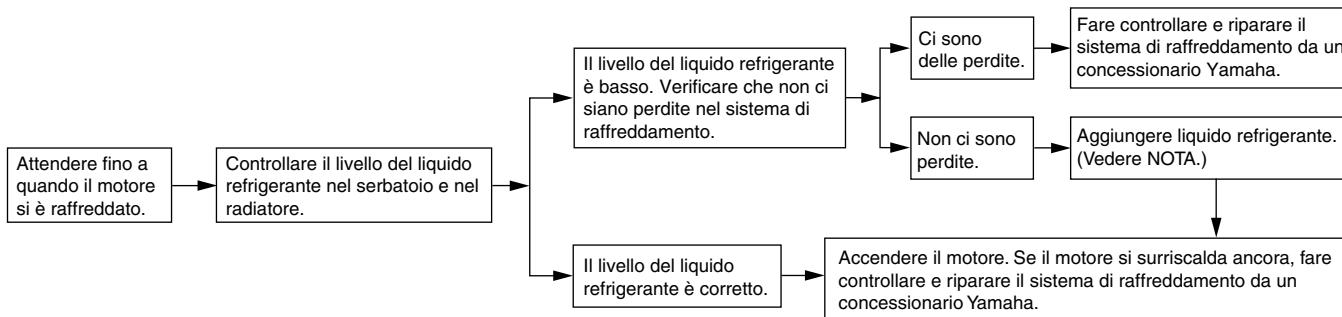 Attendere fino a
quando il motore
si è raffreddato.
Controllare il livello del liquido
refrigerante nel serbatoio e nel
radiatore.
Il livello del liquido refrigerante
è basso. Verificare che non ci
siano perdite nel sistema di
raffreddamento.
Ci sono
delle perdite.
Fare controllare e riparare il
sistema di raffreddamento da un
concessionario Yamaha.
Non ci sono
perdite.
Aggiungere liquido refrigerante.
(Vedere NOTA.)
Il livello del liquido
refrigerante è corretto.
Accendere il motore. Se il motore si surriscalda ancora, fare
controllare e riparare il sistema di raffreddamento da un
concessionario Yamaha.